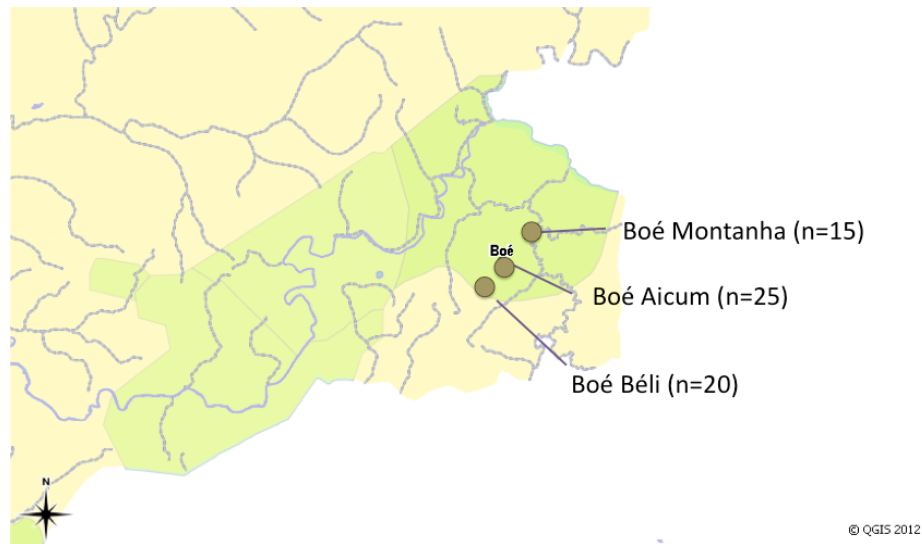 Boé Montanha (n=15)
Boé
Boé Aicum (n=25)
Boé Béli (n=20)
N
© QGIS 2012